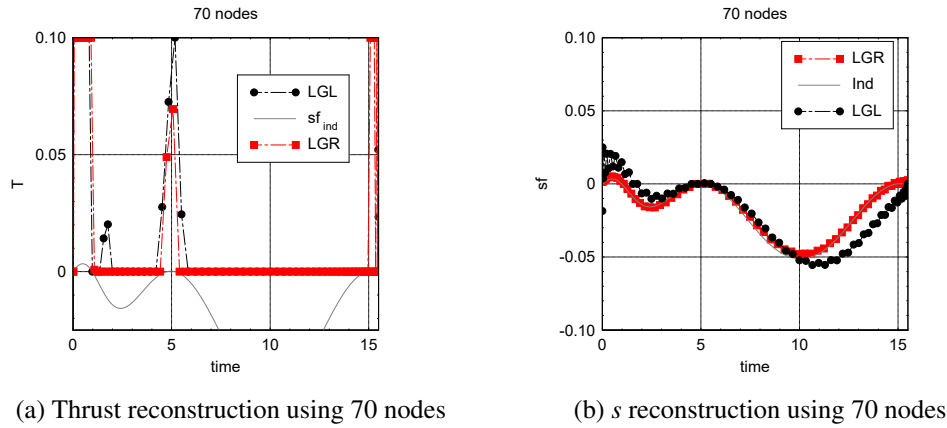 70 nodes
0.10
0.05
0
T
0
5
10
15
time
LGL
sf ind
LGR
(a) Thrust reconstruction using 70 nodes
70 nodes
0.10
0.05
0
-0.05
-0.10
sf
0
5
10
15
time
LGR
Ind
LGL
(b) s reconstruction using 70 nodes